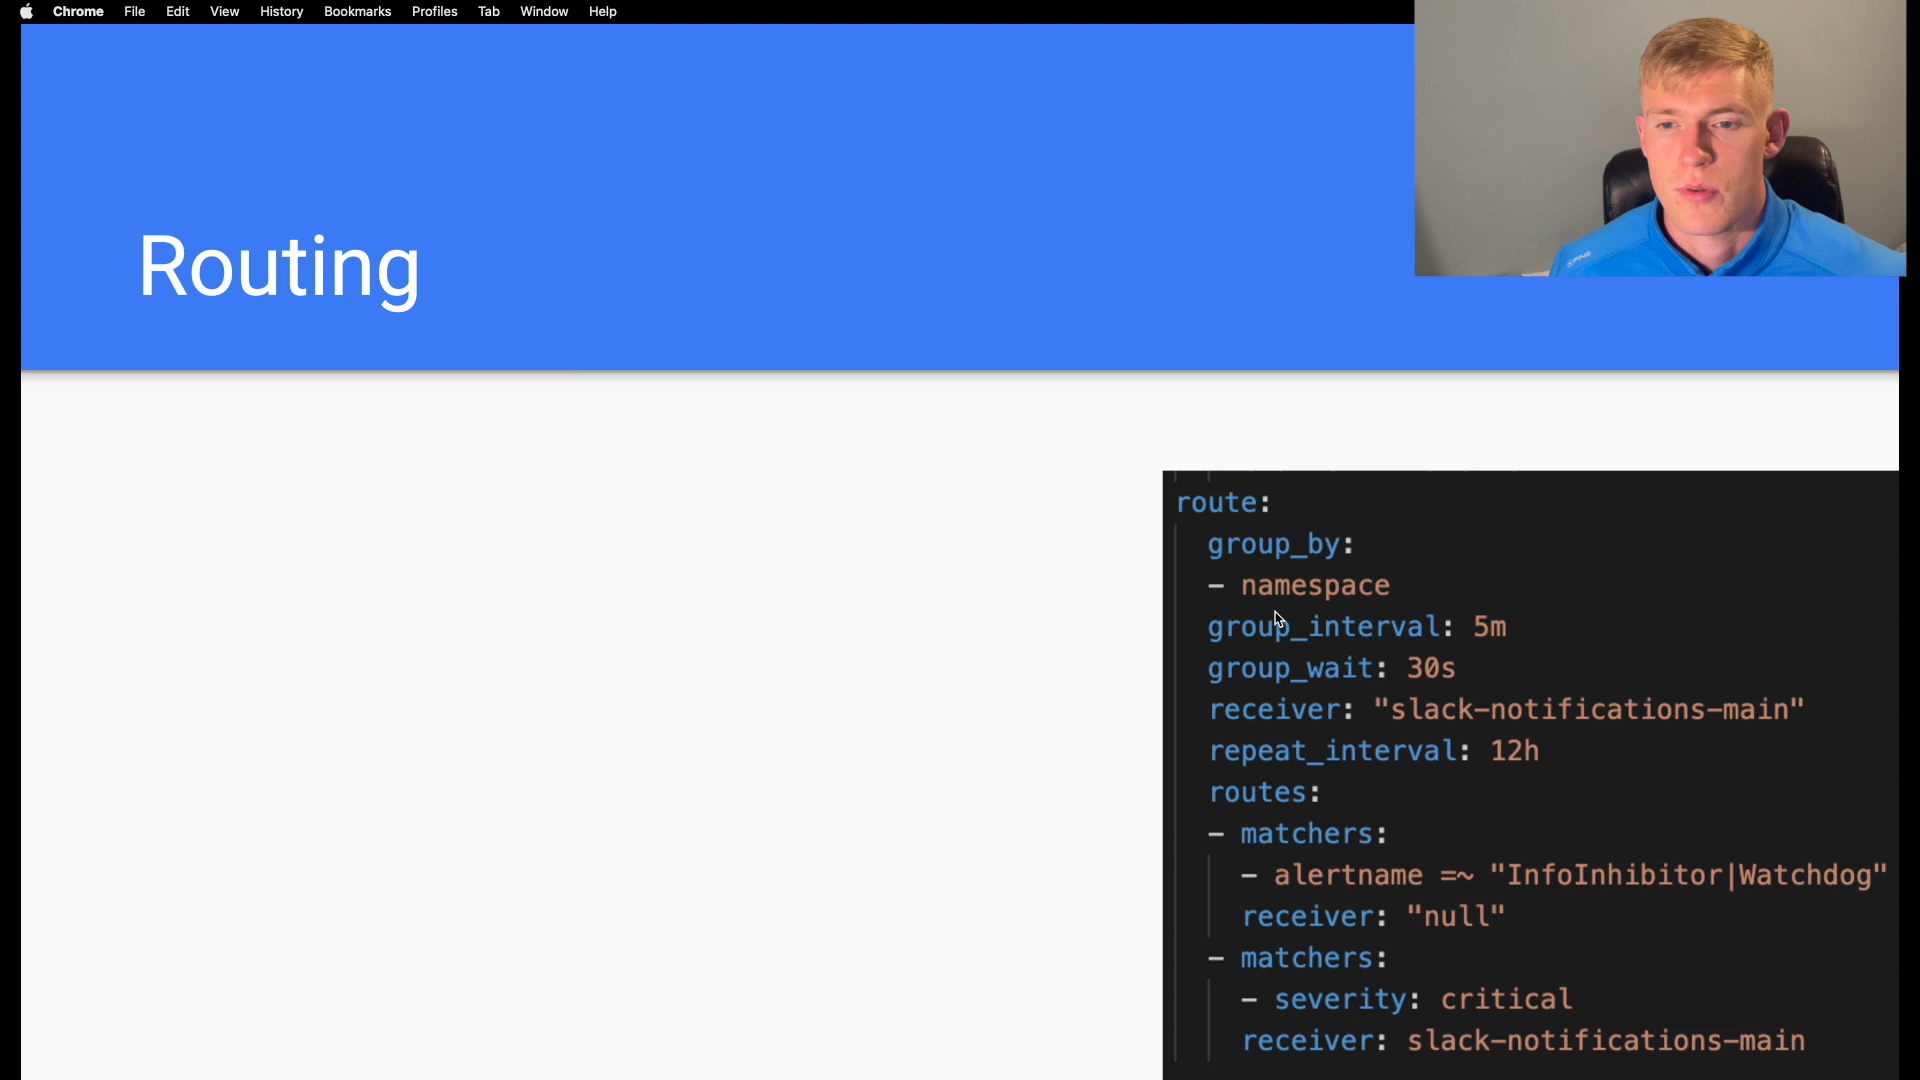 Chrome File Edit View History Bookmarks Profiles Tab Window Help
PING
Routing
route:
group_by:
- namespace
group_interval: 5m
group_wait: 30s
receiver: "slack-notifications-main"
repeat_interval: 12h
routes:
- matchers:
- alertname =~ "InfoInhibitor|Watchdog"
receiver: "null"
- matchers:
- severity: critical
receiver: slack-notifications-main